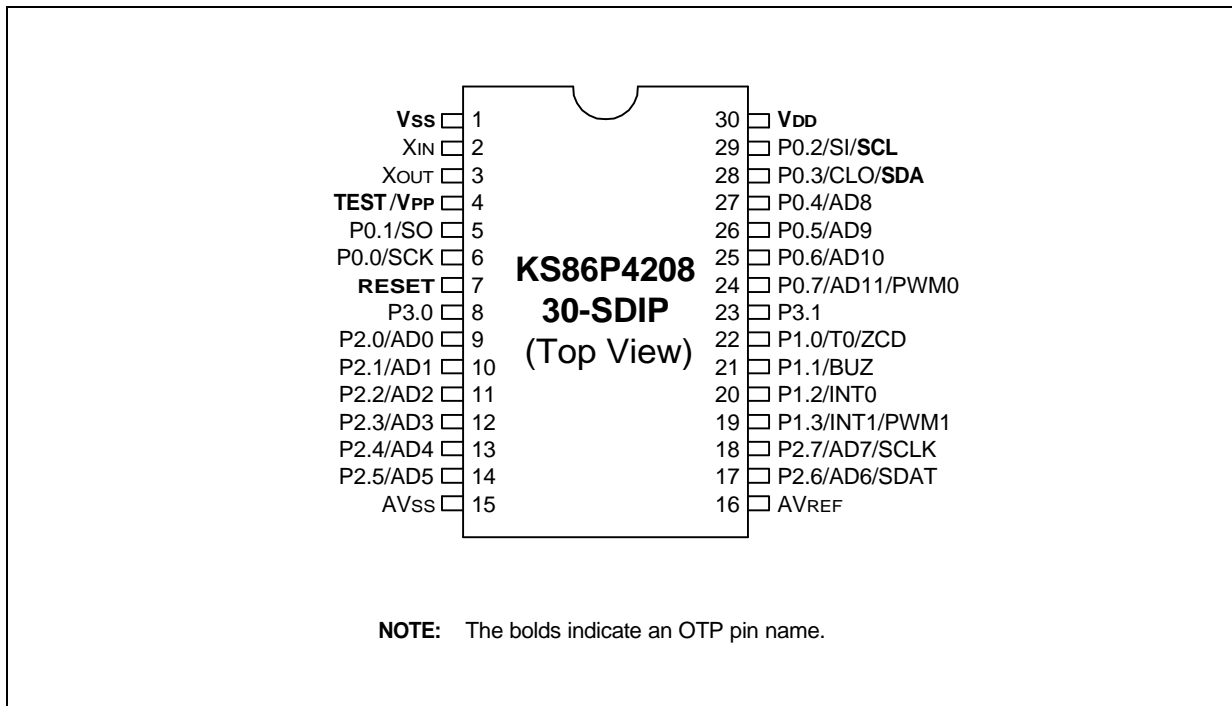 VSS 1
XIN 2
XOUT 3
TEST/VPP 4
P0.1/SO 5
P0.0/SCK 6
RESET 7
P3.0 8
P2.0/AD0 9
P2.1/AD1 10
P2.2/AD2 11
P2.3/AD3 12
P2.4/AD4 13
P2.5/AD5 14
AVSS 15
KS86P4208
30-SDIP
(Top View)
30 VDD
29 P0.2/SI/SCL
28 P0.3/CLO/SDA
27 P0.4/AD8
26 P0.5/AD9
25 P0.6/AD10
24 P0.7/AD11/PWM0
23 P3.1
22 P1.0/T0/ZCD
21 P1.1/BUZ
20 P1.2/INT0
19 P1.3/INT1/PWM1
18 P2.7/AD7/SCLK
17 P2.6/AD6/SDAT
16 AVREF
NOTE: The bolds indicate an OTP pin name.